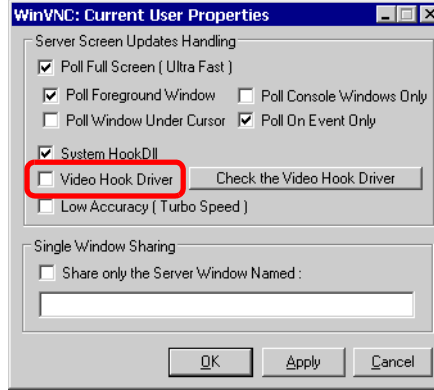 WinVNC: Current User Properties
Server Screen Updates Handling
Poll Full Screen ( Ultra Fast )
Poll Foreground Window Poll Console Windows Only
Poll Window Under Cursor Poll On Event Only
System HookDll
Video Hook Driver Check the Video Hook Driver
Low Accuracy ( Turbo Speed )
Single Window Sharing
Share only the Server Window Named :
OK Apply Cancel